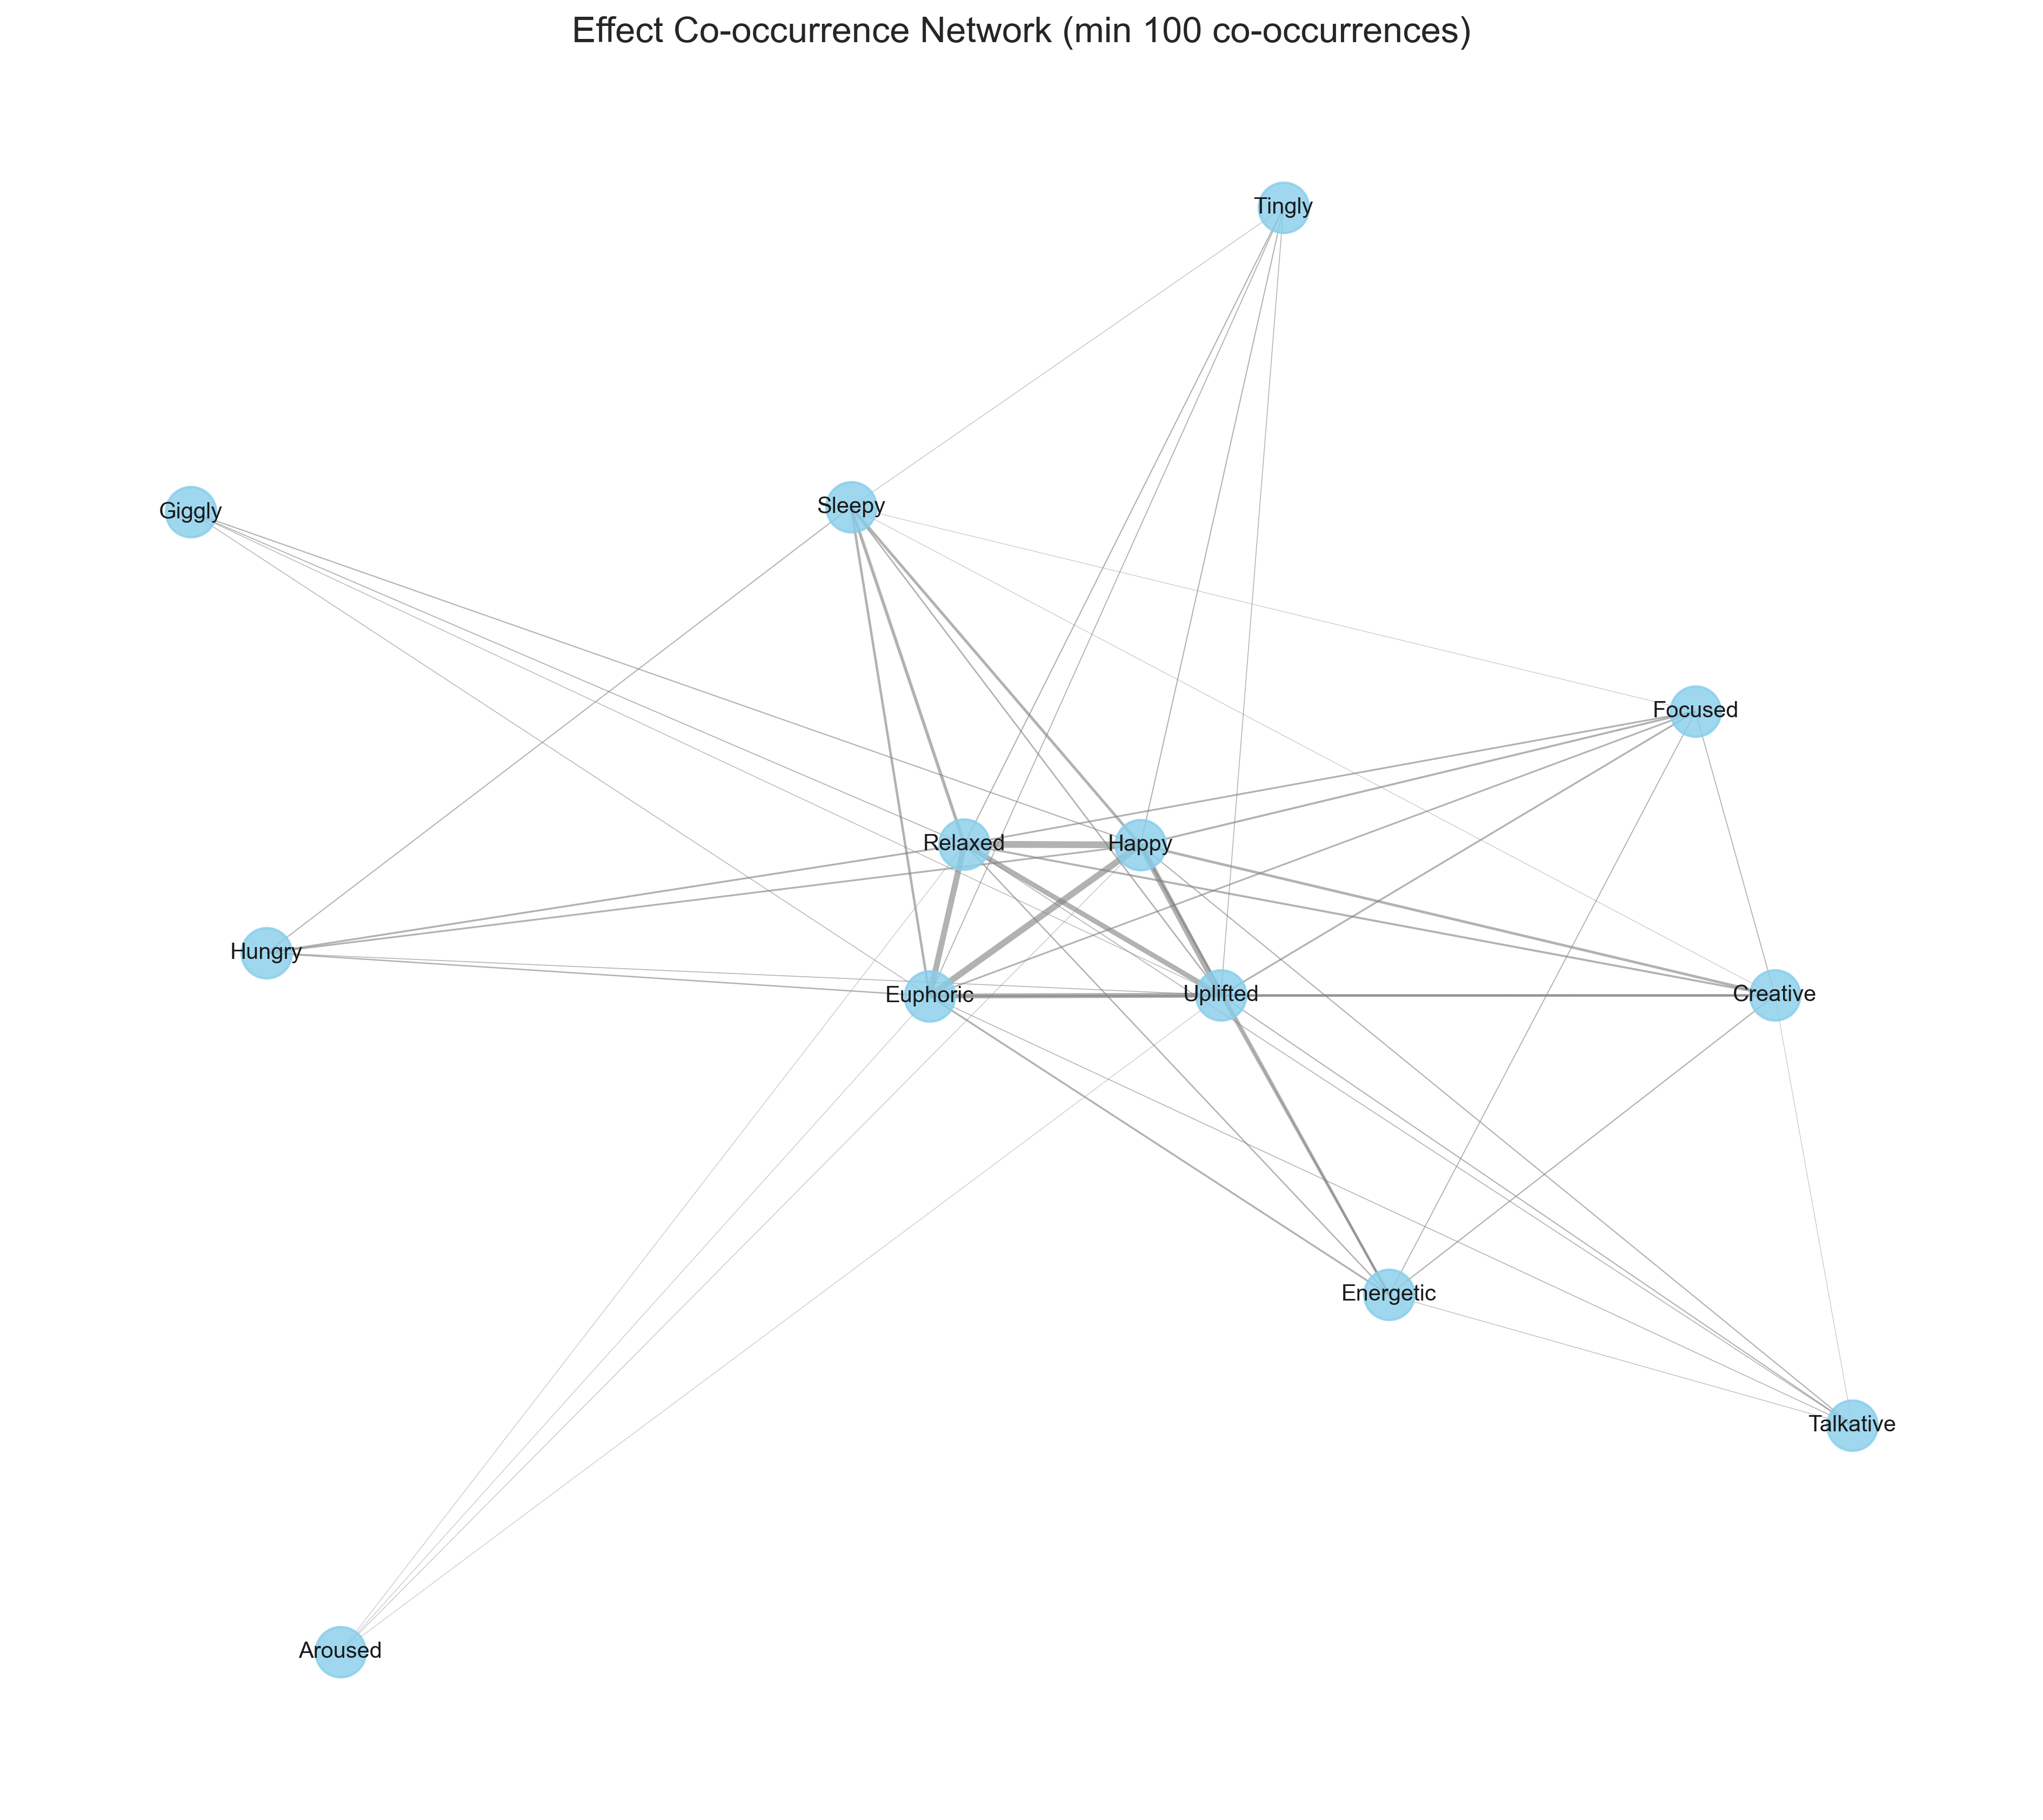 Effect Co-occurrence Network (min 100 co-occurrences)
Tingly
Sleepy
Giggly
Focused
Relaxed
Happy
Hungry
Euphoric
Uplifted
Creative
Energetic
Talkative
Aroused